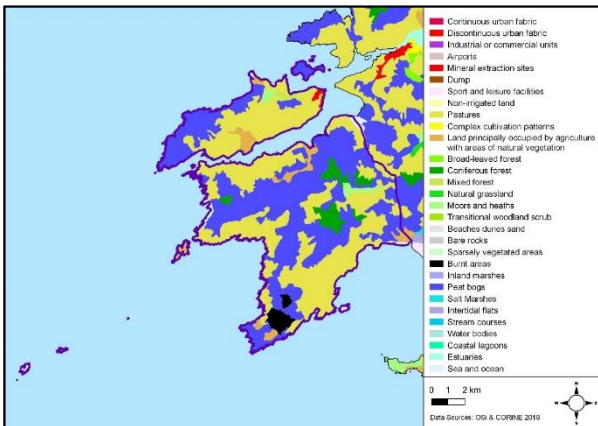 Continuous urban fabric
Discontinuous urban fabric
Industrial or commercial units
Airports
Mineral extraction sites
Dump
Sport and leisure facilities
Non-irrigated land
Pastures
Complex cultivation patterns
Land principally occupied by agriculture
with areas of natural vegetation
Broad-leaved forest
Coniferous forest
Mixed forest
Natural grassland
Moors and heaths
Transitional woodland scrub
Beaches dunes sand
Bare rocks
Sparsely vegetated areas
Burnt areas
Inland marshes
Peat bogs
Salt Marshes
Intertidal flats
Stream courses
Water bodies
Coastal lagoons
Estuaries
Sea and ocean
0 1 2 km
Data Sources: OSi & CORINE 2018